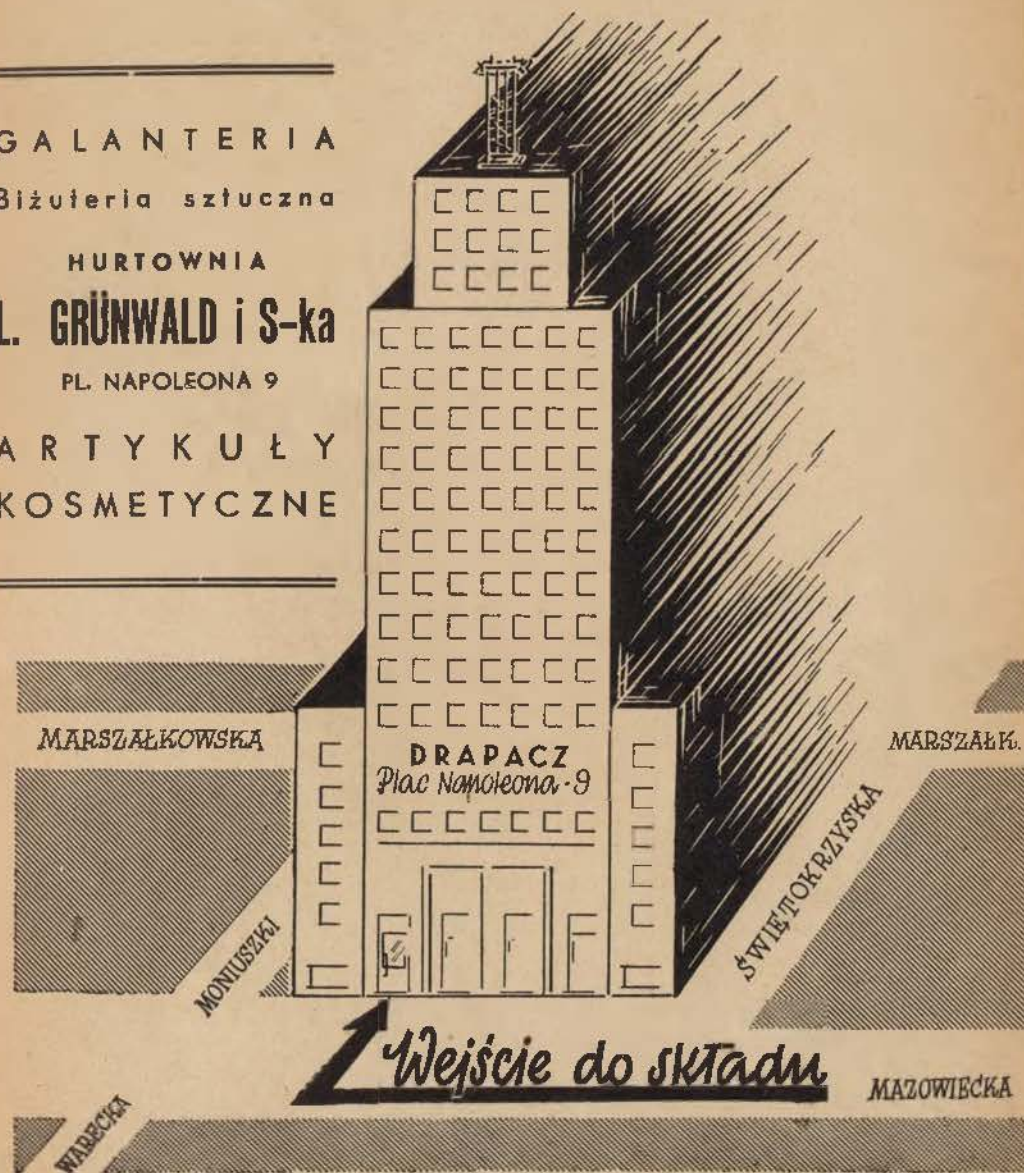 GALANTERIA
Biżuteria sztuczna
HURTOWNIA
L. GRÜNWALD i S-ka
PL. NAPOLEONA 9
ARTYKUŁY
KOSMETYCZNE
MARSZAŁKOWSKA
DRAPACZ
Plac Napoleona - 9
MARSZAŁK.
MONIUSZKI
ŚWIĘTOKRZYSKA
Wejście do składu
MAZOWIECKA
WARECKA